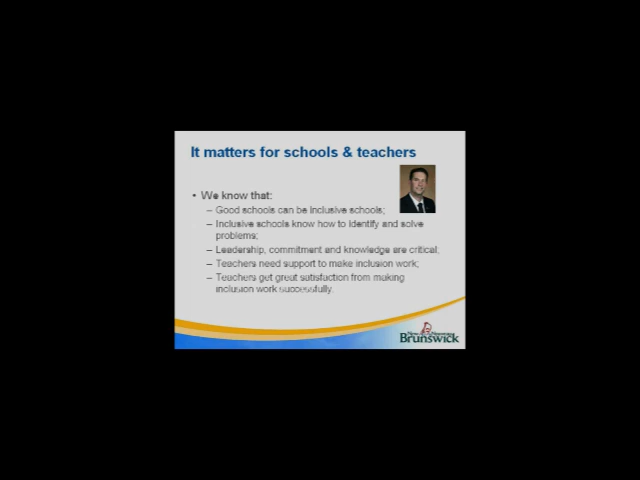 It matters for schools & teachers
• We know that:
– Good schools can be inclusive schools;
– Inclusive schools know how to identify and solve
problems;
– Leadership, commitment and knowledge are critical;
– Teachers need support to make inclusion work;
– Teachers get great satisfaction from making
inclusion work successfully.
New Nouveau
Brunswick